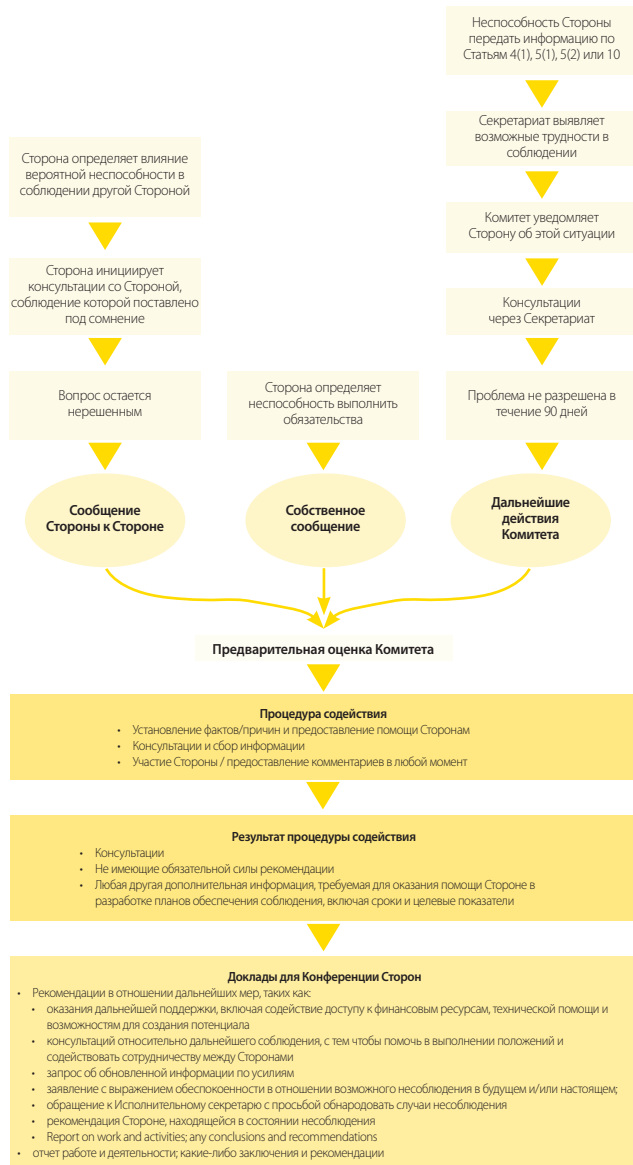 Неспособность Стороны
передать информацию по
Статьям 4(1), 5(1), 5(2) или 10
Секретариат выявляет
возможные трудности в
соблюдении
Сторона определяет влияние
вероятной неспособности в
соблюдении другой Стороной
Комитет уведомляет
Сторону об этой ситуации
Сторона инициирует
консультации со Стороной,
соблюдение которой поставлено
под сомнение
Консультации
через Секретариат
Вопрос остается
нерешенным
Сторона определяет
неспособность выполнить
обязательства
Проблема не разрешена в
течение 90 дней
Сообщение
Стороны к Стороне
Собственное
сообщение
Дальнейшие
действия
Комитета
Предварительная оценка Комитета
Процедура содействия
• Установление фактов/причин и предоставление помощи Сторонам
• Консультации и сбор информации
• Участие Стороны / предоставление комментариев в любой момент
Результат процедуры содействия
• Консультации
• Не имеющие обязательной силы рекомендации
• Любая другая дополнительная информация, требуемая для оказания помощи Стороне в
разработке планов обеспечения соблюдения, включая сроки и целевые показатели
Доклады для Конференции Сторон
• Рекомендации в отношении дальнейших мер, таких как:
• оказания дальнейшей поддержки, включая содействие доступу к финансовым ресурсам, технической помощи и
возможностям для создания потенциала
• консультаций относительно дальнейшего соблюдения, с тем чтобы помочь в выполнении положений и
содействовать сотрудничеству между Сторонами
• запрос об обновленной информации по усилиям
• заявление с выражением обеспокоенности в отношении возможного несоблюдения в будущем и/или настоящем;
• обращение к Исполнительному секретарю с просьбой обнародовать случаи несоблюдения
• рекомендация Стороне, находящейся в состоянии несоблюдения
• Report on work and activities; any conclusions and recommendations
• отчет работе и деятельности; какие-либо заключения и рекомендации